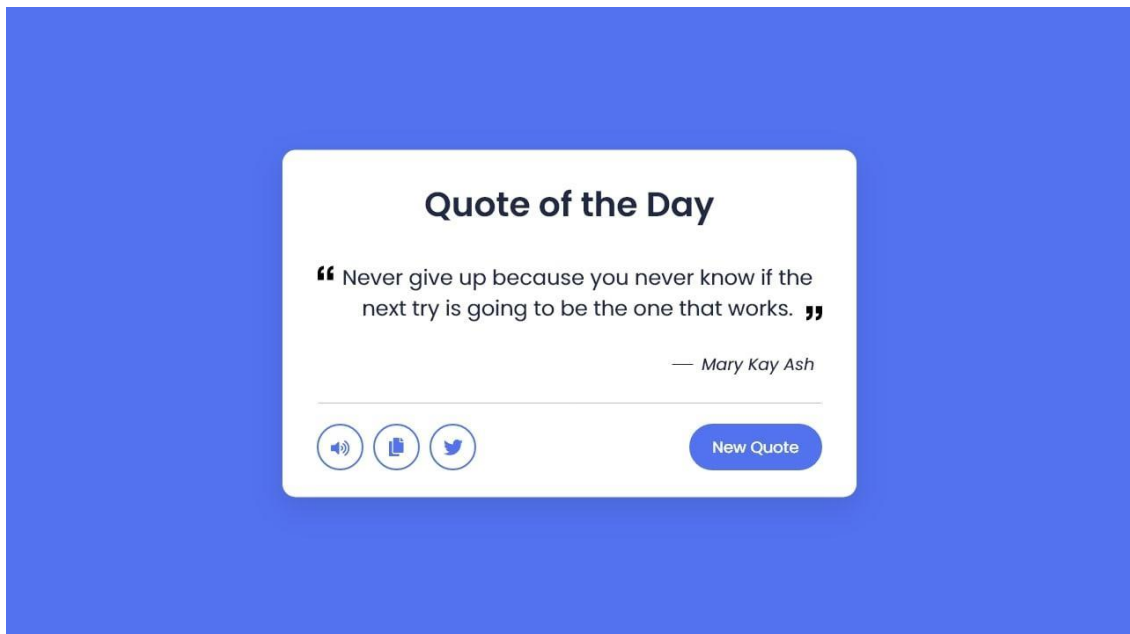 Quote of the Day
“ Never give up because you never know if the
next try is going to be the one that works. ”
— Mary Kay Ash
New Quote